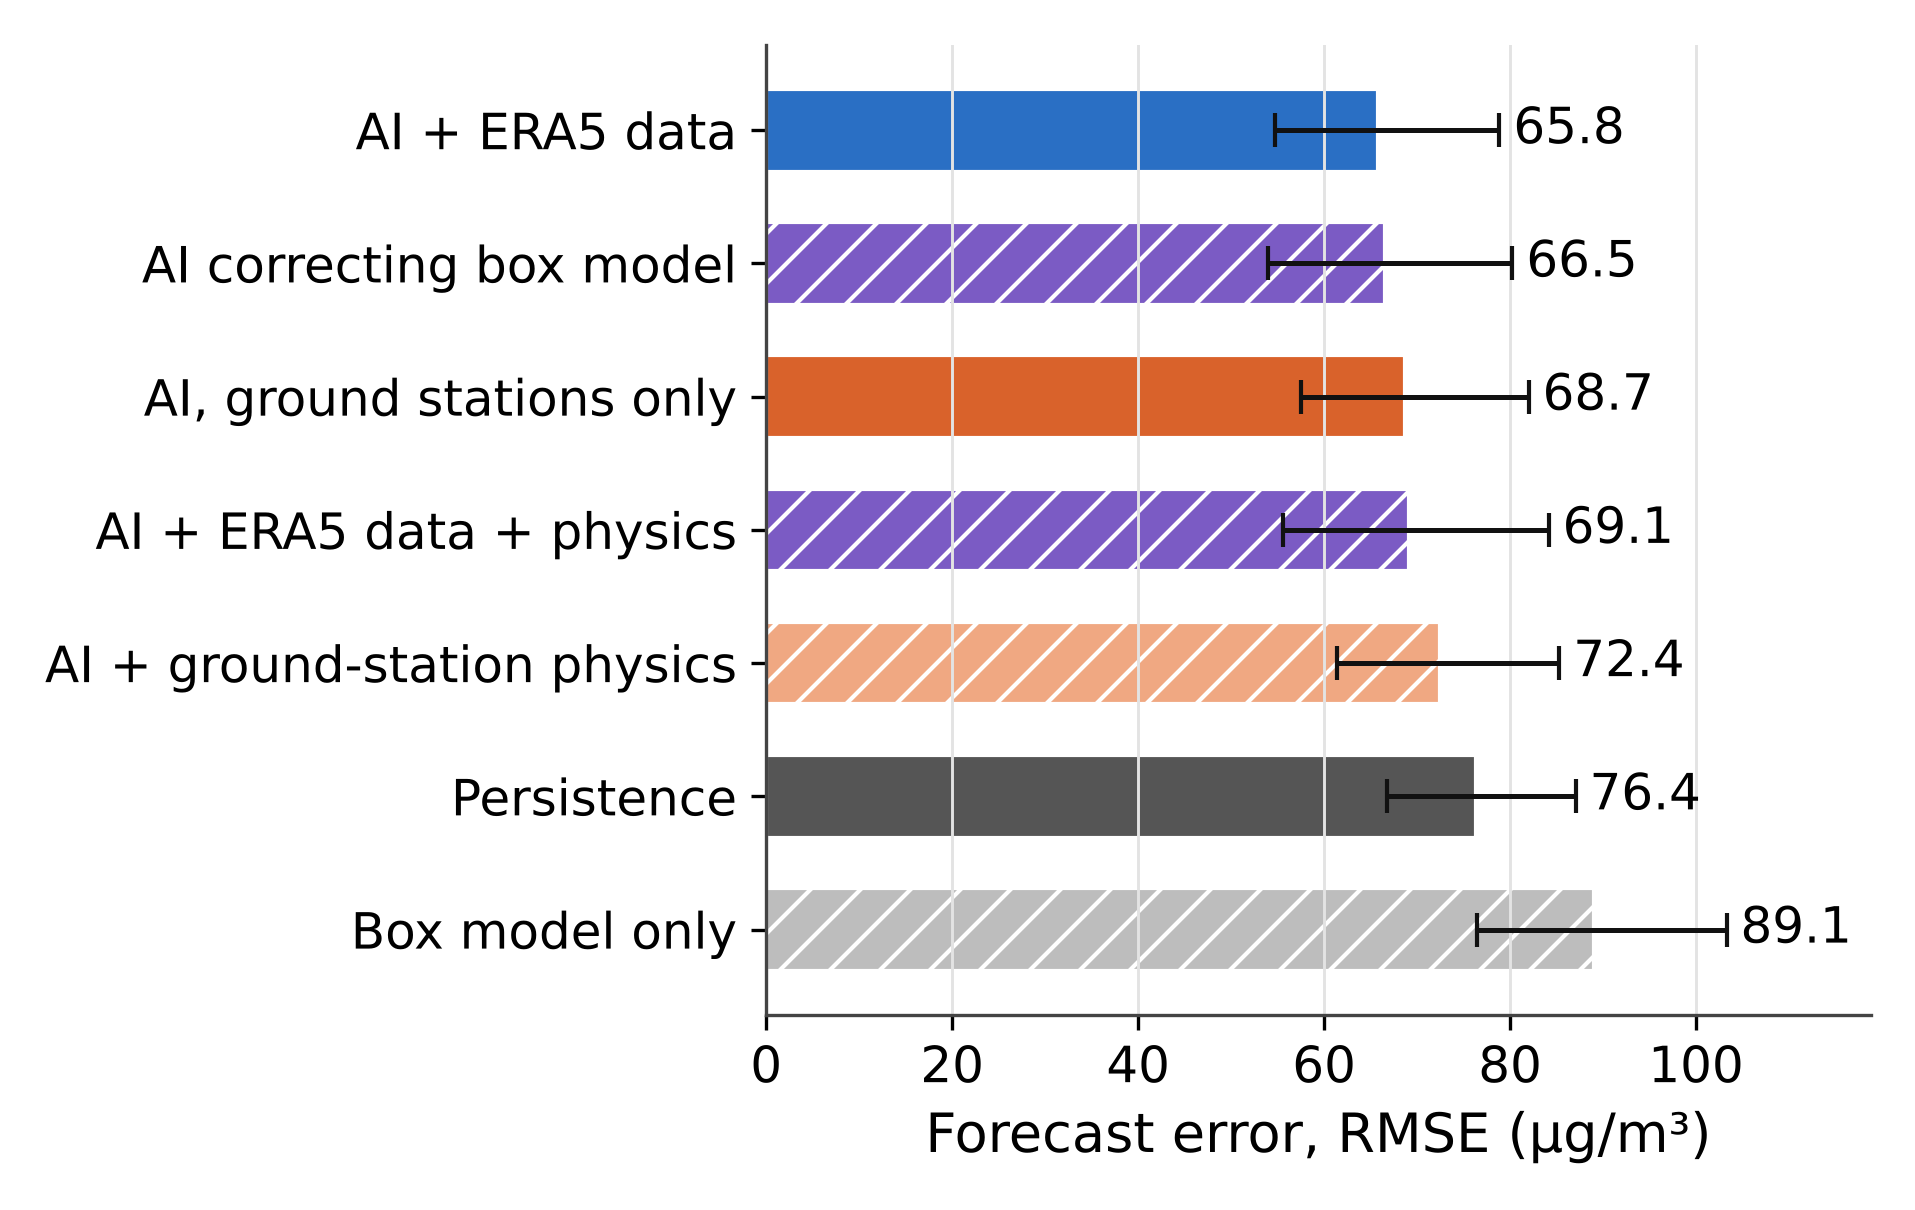 AI + ERA5 data 65.8
AI correcting box model 66.5
AI, ground stations only 68.7
AI + ERA5 data + physics 69.1
AI + ground-station physics 72.4
Persistence 76.4
Box model only 89.1
0 20 40 60 80 100
Forecast error, RMSE (µg/m³)